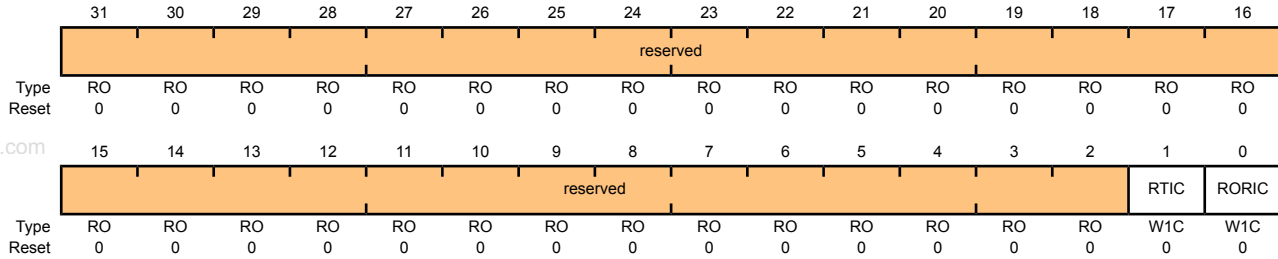 31 30 29 28 27 26 25 24 23 22 21 20 19 18 17 16
reserved
Type RO RO RO RO RO RO RO RO RO RO RO RO RO RO RO RO
Reset 0 0 0 0 0 0 0 0 0 0 0 0 0 0 0 0
.com
15 14 13 12 11 10 9 8 7 6 5 4 3 2 1 0
reserved RTIC RORIC
Type RO RO RO RO RO RO RO RO RO RO RO RO RO RO W1C W1C
Reset 0 0 0 0 0 0 0 0 0 0 0 0 0 0 0 0